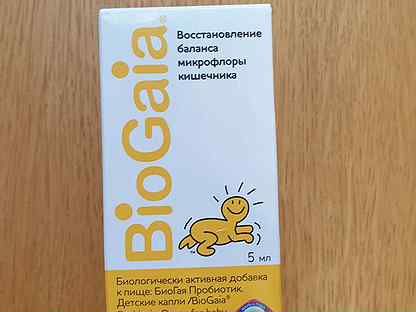 BioGaia®
Восстановление
баланса
микрофлоры
кишечника
5 мл
Биологически активная добавка
к пище: БиоГая Пробиотик.
Детские капли /BioGaia®